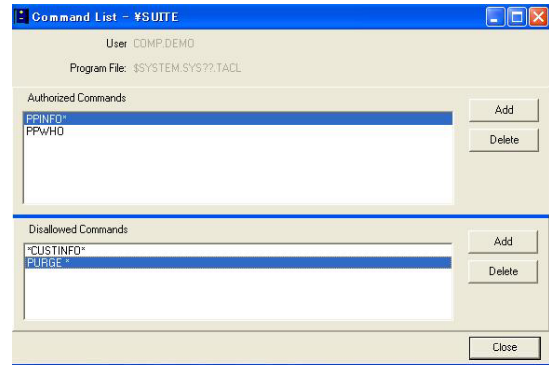 Command List - ¥SUITE
User COMP.DEMO
Program File: $SYSTEM.SYS??.TACL
Authorized Commands
Add
PPINFO*
PPWHO
Delete
Disallowed Commands
Add
*CUSTINFO*
PURGE *
Delete
Close